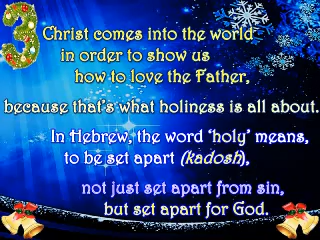 3
Christ comes into the world
in order to show us
how to love the Father,
because that's what holiness is all about.
In Hebrew, the word 'holy' means,
to be set apart (kadosh),
not just set apart from sin,
but set apart for God.